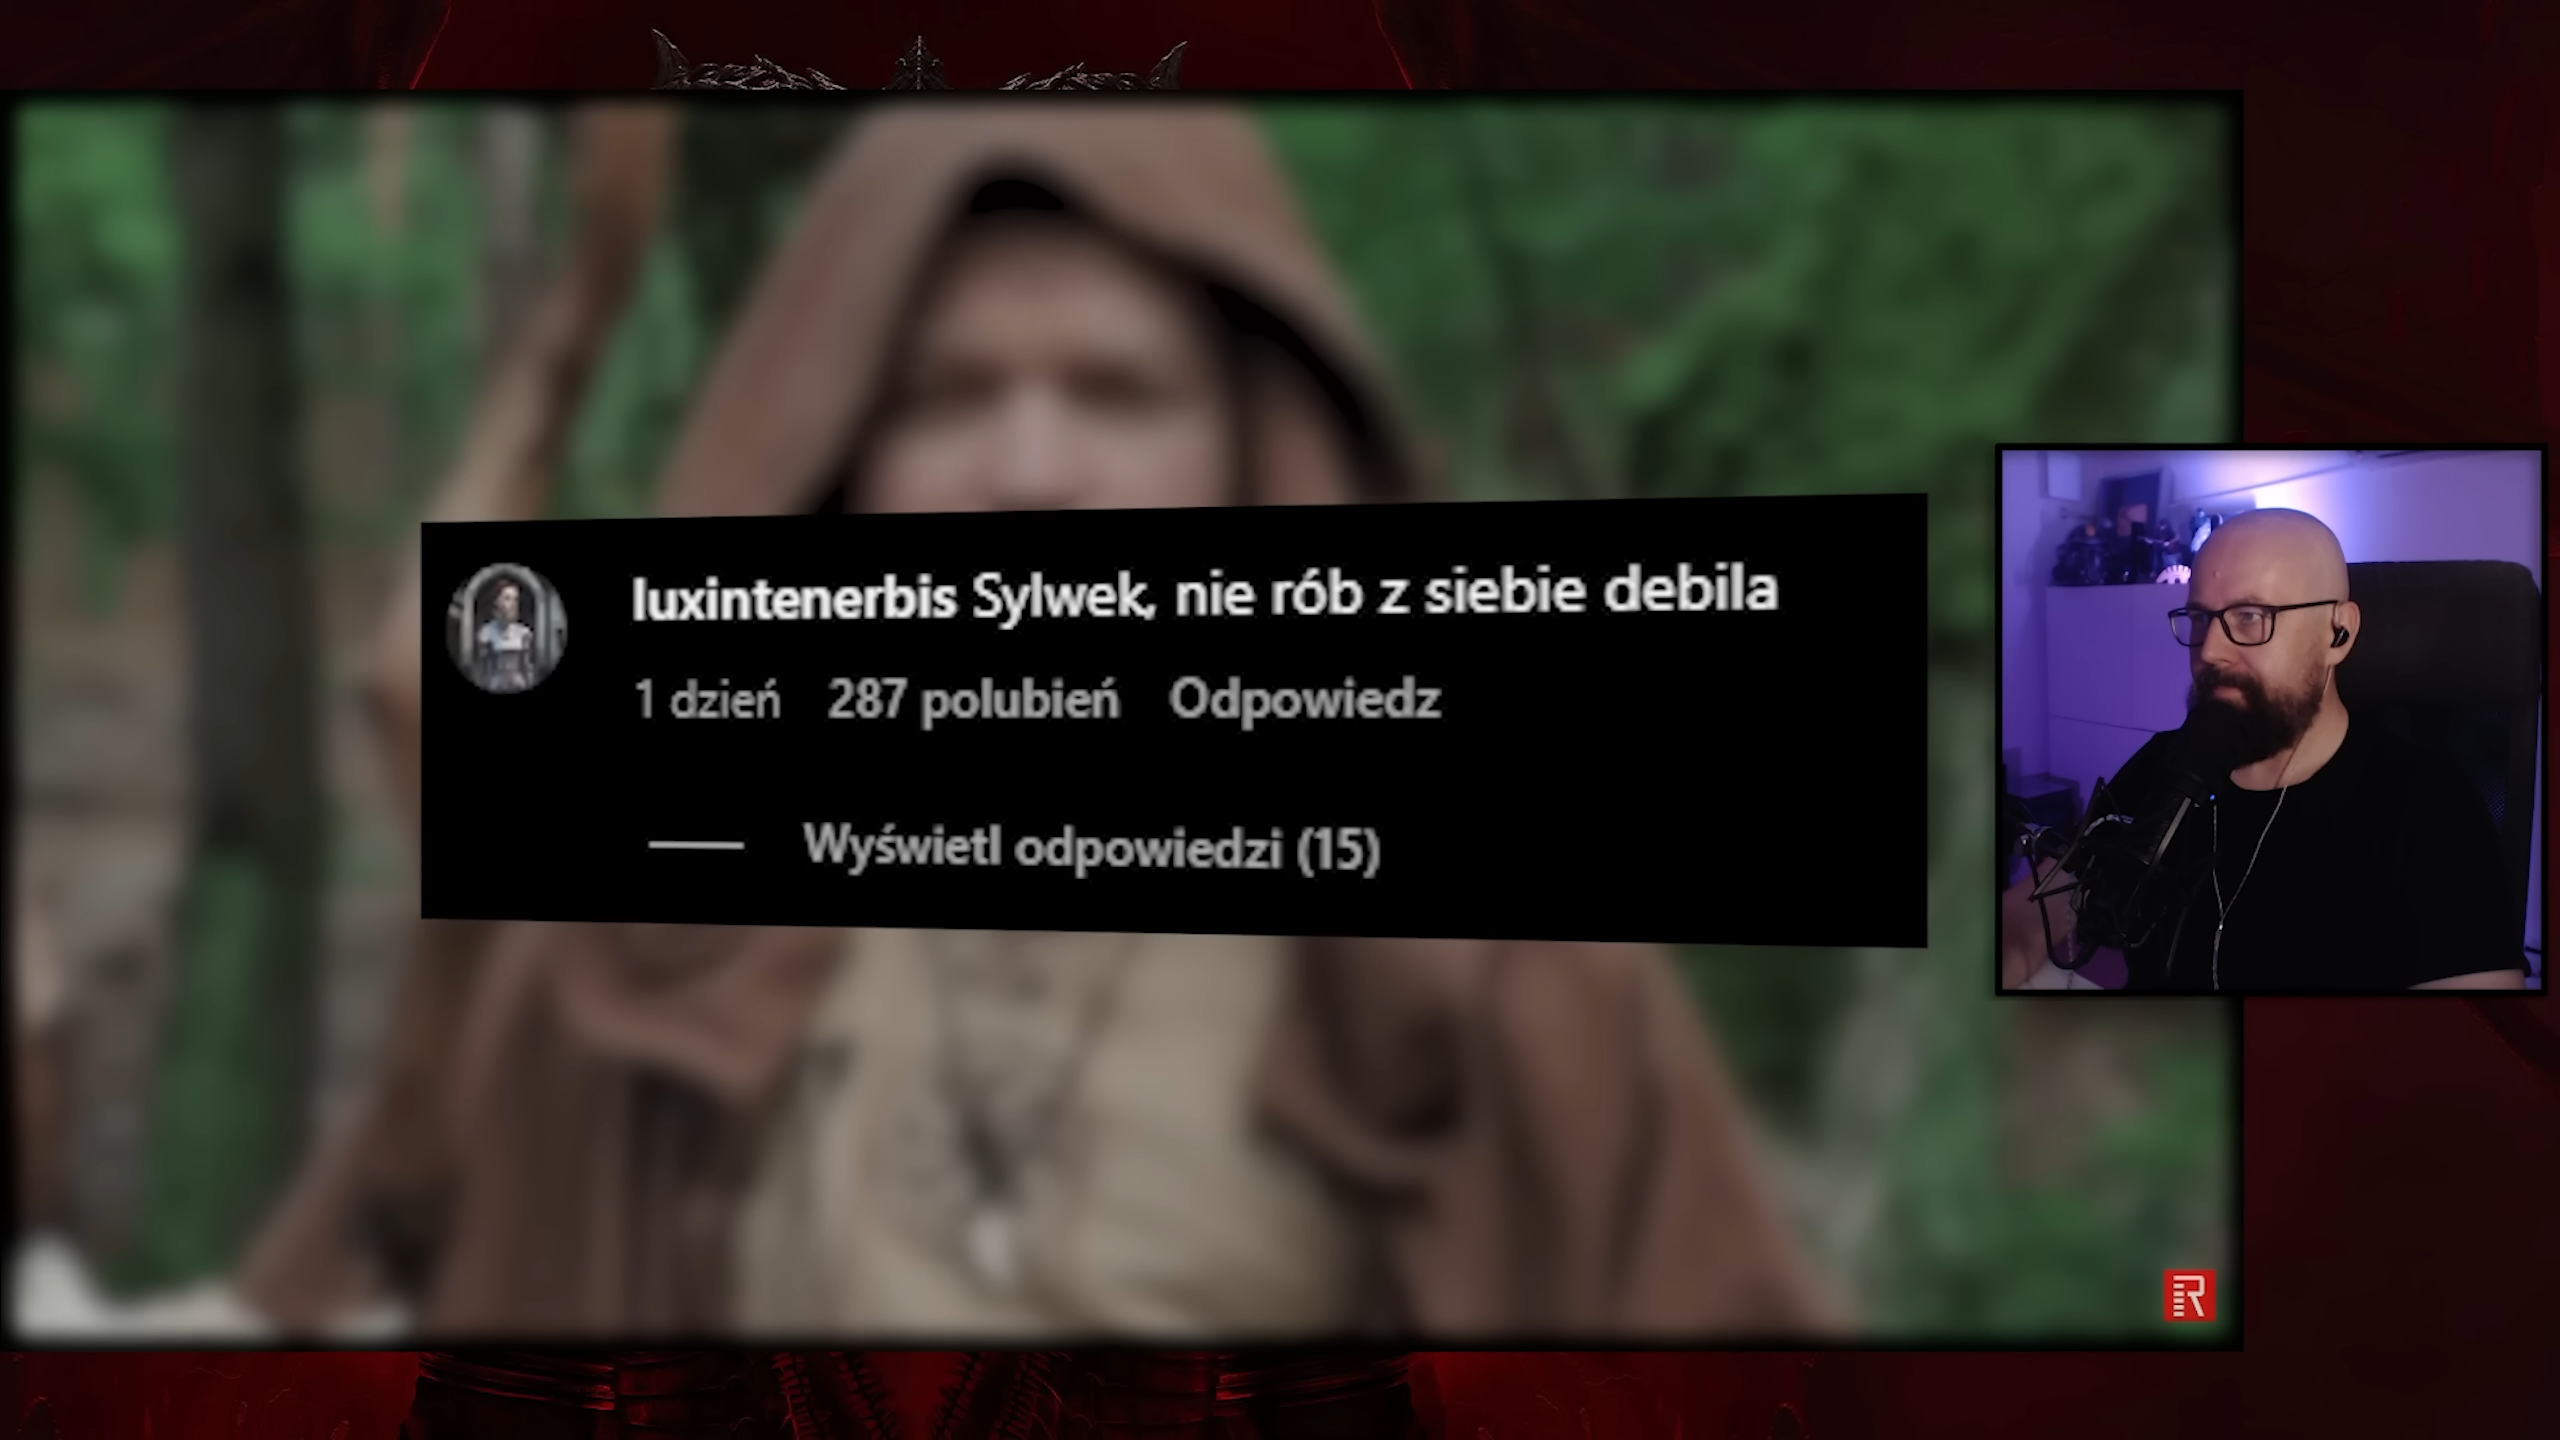 luxintenerbis Sylwek, nie rób z siebie debila
1 dzień 287 polubień Odpowiedz
Wyświetl odpowiedzi (15)
R